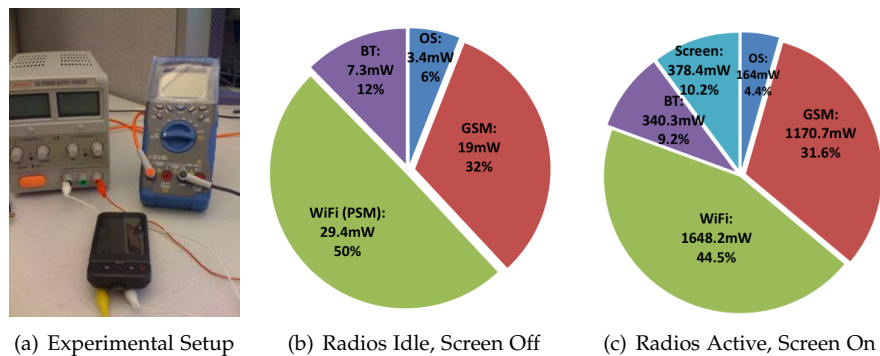 BT:
7.3mW
12%
OS:
3.4mW
6%
GSM:
19mW
32%
WiFi (PSM):
29.4mW
50%
Screen:
378.4mW
10.2%
OS:
164mW
4.4%
BT:
340.3mW
9.2%
GSM:
1170.7mW
31.6%
WiFi:
1648.2mW
44.5%
(a) Experimental Setup
(b) Radios Idle, Screen Off
(c) Radios Active, Screen On